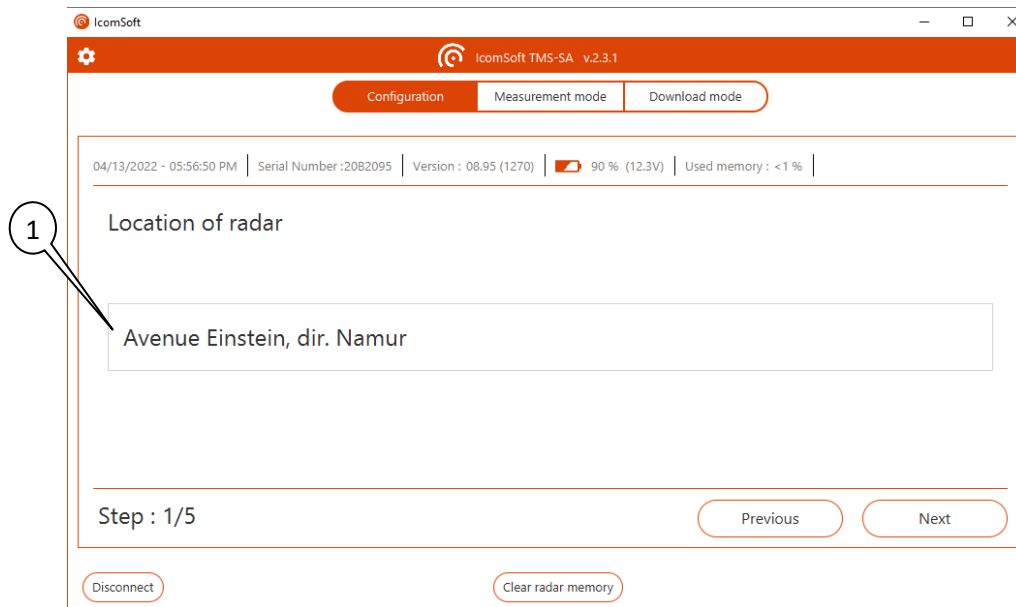 IcomSoft
IcomSoft TMS-SA v.2.3.1
Configuration Measurement mode Download mode
04/13/2022 - 05:56:50 PM Serial Number :20B2095 Version : 08.95 (1270) 90 % (12.3V) Used memory : <1 %
Location of radar
1
Avenue Einstein, dir. Namur
Step : 1/5 Previous Next
Disconnect Clear radar memory